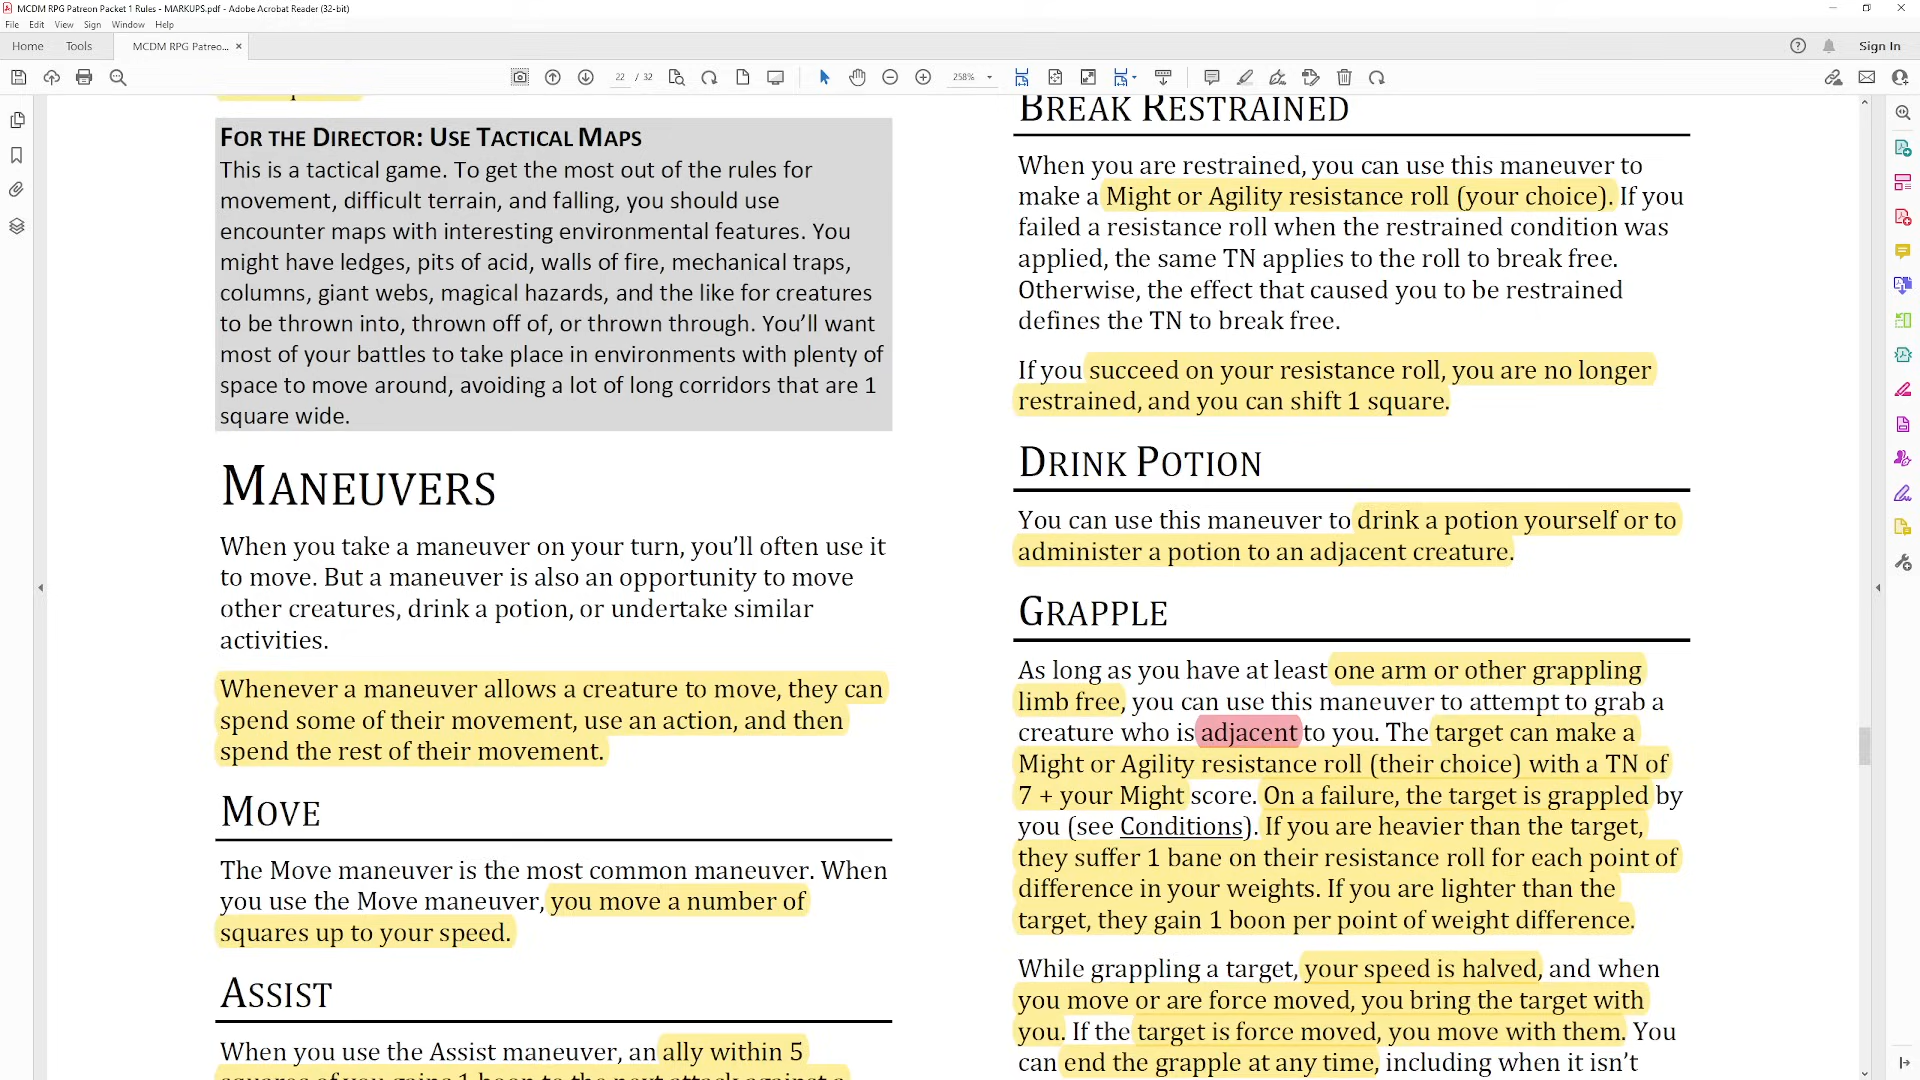 MCDM RPG Patreon Packet 1 Rules - MARKUPS.pdf - Adobe Acrobat Reader (32-bit)
File Edit View Sign Window Help
Home Tools MCDM RPG Patreo... × Sign In
22 / 32 258%
FOR THE DIRECTOR: USE TACTICAL MAPS
This is a tactical game. To get the most out of the rules for
movement, difficult terrain, and falling, you should use
encounter maps with interesting environmental features. You
might have ledges, pits of acid, walls of fire, mechanical traps,
columns, giant webs, magical hazards, and the like for creatures
to be thrown into, thrown off of, or thrown through. You’ll want
most of your battles to take place in environments with plenty of
space to move around, avoiding a lot of long corridors that are 1
square wide.
MANEUVERS
When you take a maneuver on your turn, you’ll often use it
to move. But a maneuver is also an opportunity to move
other creatures, drink a potion, or undertake similar
activities.
Whenever a maneuver allows a creature to move, they can
spend some of their movement, use an action, and then
spend the rest of their movement.
MOVE
The Move maneuver is the most common maneuver. When
you use the Move maneuver, you move a number of
squares up to your speed.
ASSIST
When you use the Assist maneuver, an ally within 5
squares of you gains 1 boon to the next attack against a
BREAK RESTRAINED
When you are restrained, you can use this maneuver to
make a Might or Agility resistance roll (your choice). If you
failed a resistance roll when the restrained condition was
applied, the same TN applies to the roll to break free.
Otherwise, the effect that caused you to be restrained
defines the TN to break free.
If you succeed on your resistance roll, you are no longer
restrained, and you can shift 1 square.
DRINK POTION
You can use this maneuver to drink a potion yourself or to
administer a potion to an adjacent creature.
GRAPPLE
As long as you have at least one arm or other grappling
limb free, you can use this maneuver to attempt to grab a
creature who is adjacent to you. The target can make a
Might or Agility resistance roll (their choice) with a TN of
7 + your Might score. On a failure, the target is grappled by
you (see Conditions). If you are heavier than the target,
they suffer 1 bane on their resistance roll for each point of
difference in your weights. If you are lighter than the
target, they gain 1 boon per point of weight difference.
While grappling a target, your speed is halved, and when
you move or are force moved, you bring the target with
you. If the target is force moved, you move with them. You
can end the grapple at any time, including when it isn’t